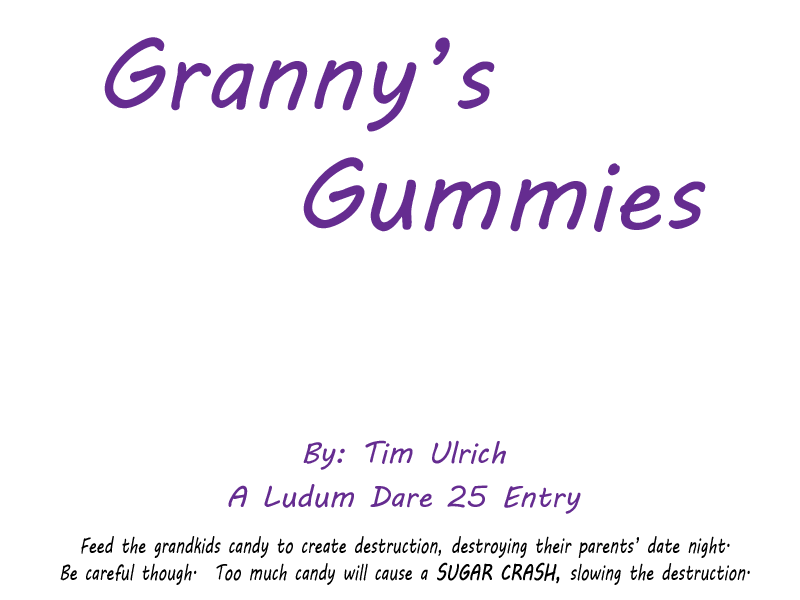 Granny’s
Gummies
By: Tim Ulrich
A Ludum Dare 25 Entry
Feed the grandkids candy to create destruction, destroying their parents’ date night.
Be careful though.  Too much candy will cause a SUGAR CRASH, slowing the destruction.